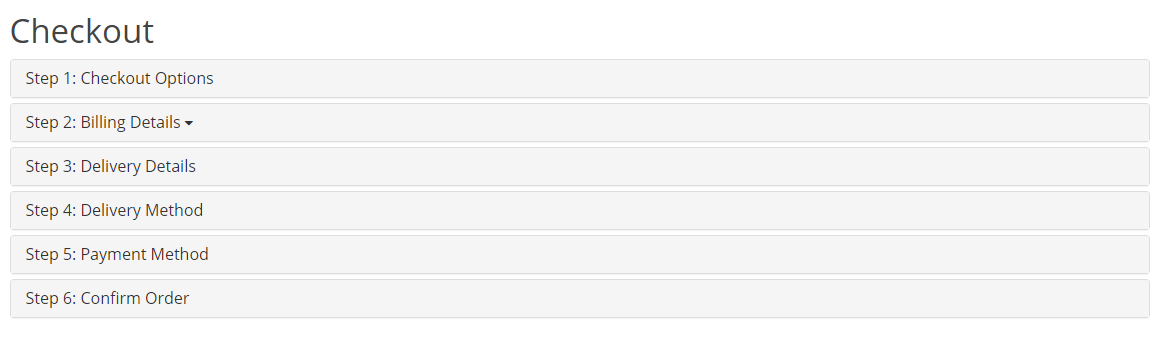 Checkout
Step 1: Checkout Options
Step 2: Billing Details
Step 3: Delivery Details
Step 4: Delivery Method
Step 5: Payment Method
Step 6: Confirm Order